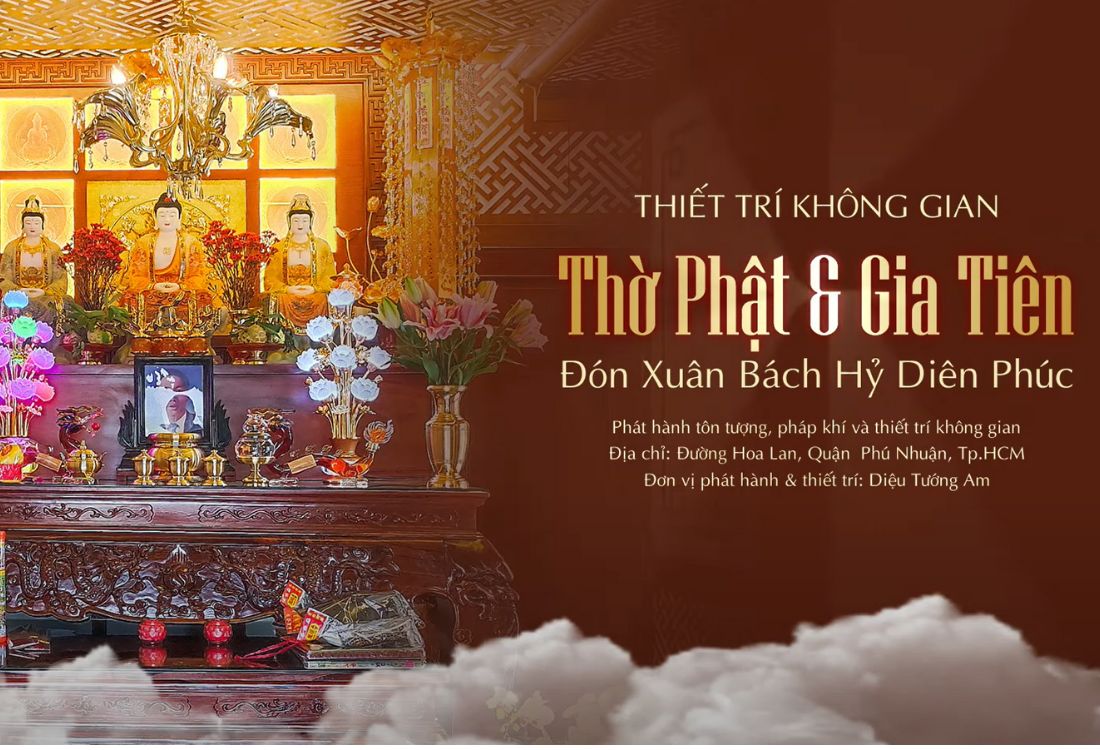 THIẾT TRÍ KHÔNG GIAN
Thờ Phật & Gia Tiên
Đón Xuân Bách Hỷ Diên Phúc
Phát hành tôn tượng, pháp khí và thiết trí không gian
Địa chỉ: Đường Hoa Lan, Quận Phú Nhuận, Tp.HCM
Đơn vị phát hành & thiết trí: Diệu Tướng Am